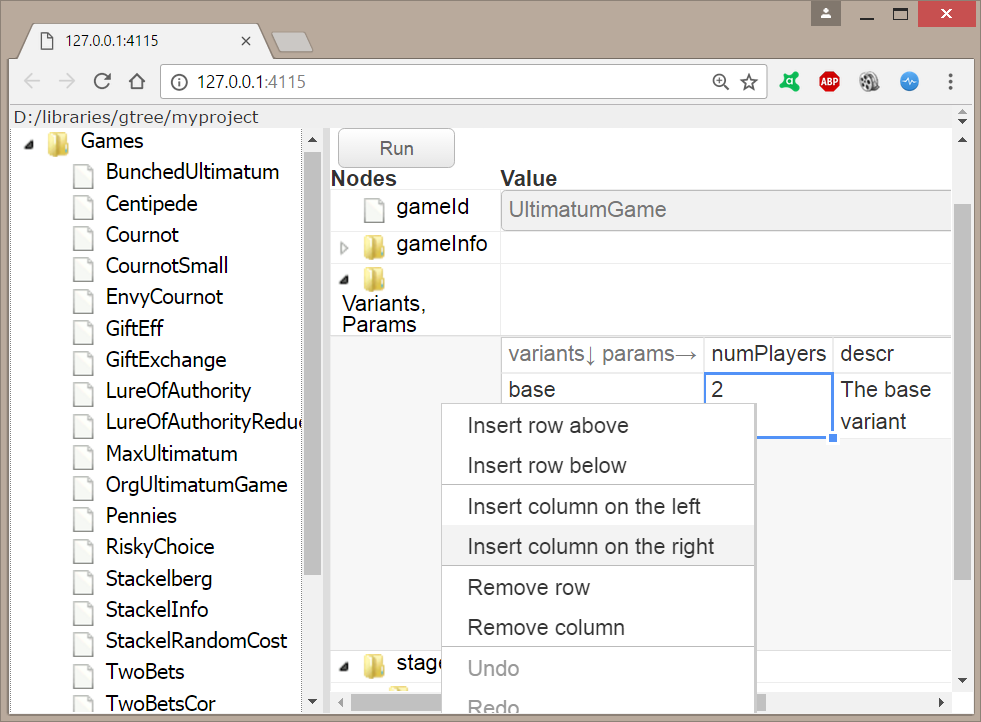 127.0.0.1:4115
127.0.0.1:4115
ABP
D:/libraries/gtree/myproject
Games
BunchedUltimatum
Centipede
Cournot
CournotSmall
EnvyCournot
GiftEff
GiftExchange
LureOfAuthority
LureOfAuthorityRedu
MaxUltimatum
OrgUltimatumGame
Pennies
RiskyChoice
Stackelberg
StackelInfo
StackelRandomCost
TwoBets
TwoBetsCor
Run
Nodes Value
gameId UltimatumGame
gameInfo
Variants,
Params
variants↓ params→ numPlayers descr
base 2 The base
variant
Insert row above
Insert row below
Insert column on the left
Insert column on the right
Remove row
Remove column
Undo
Redo
stage